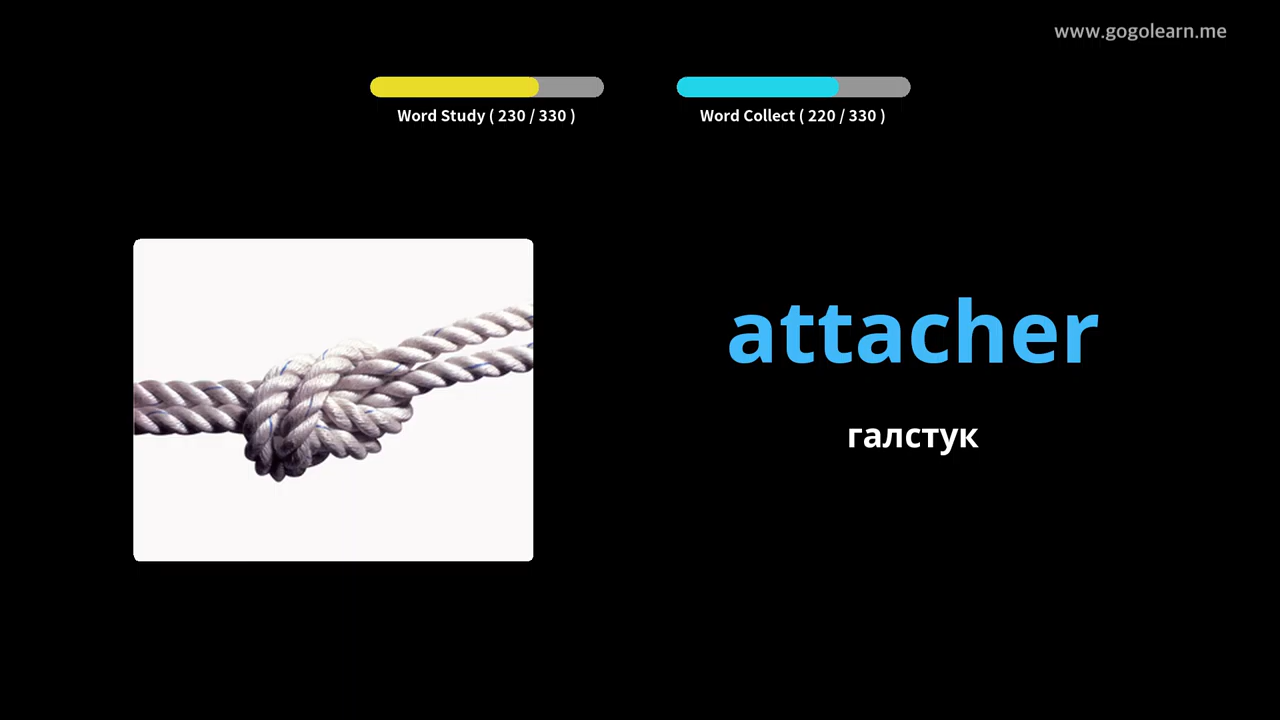 www.gogolearn.me
Word Study ( 230 / 330 )
Word Collect ( 220 / 330 )
attacher
галстук